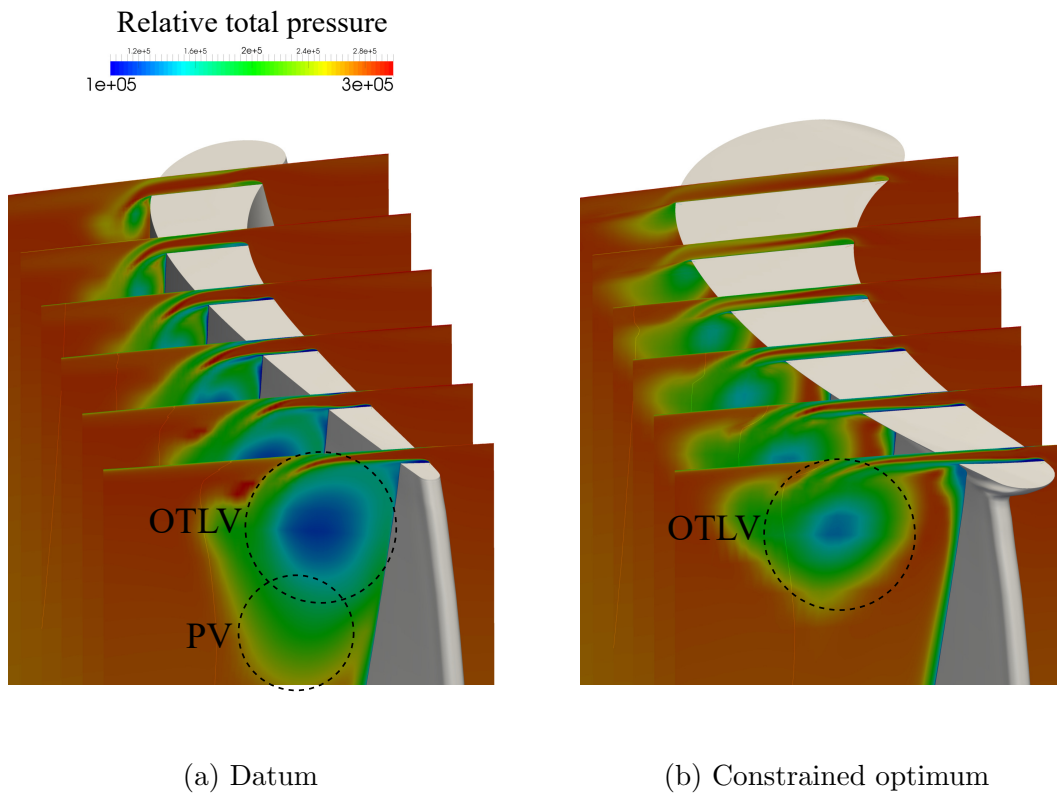 Relative total pressure
1.2e+5 1.6e+5 2e+5 2.4e+5 2.8e+5
1e+05 3e+05
OTLV OTLV
PV
(a) Datum (b) Constrained optimum